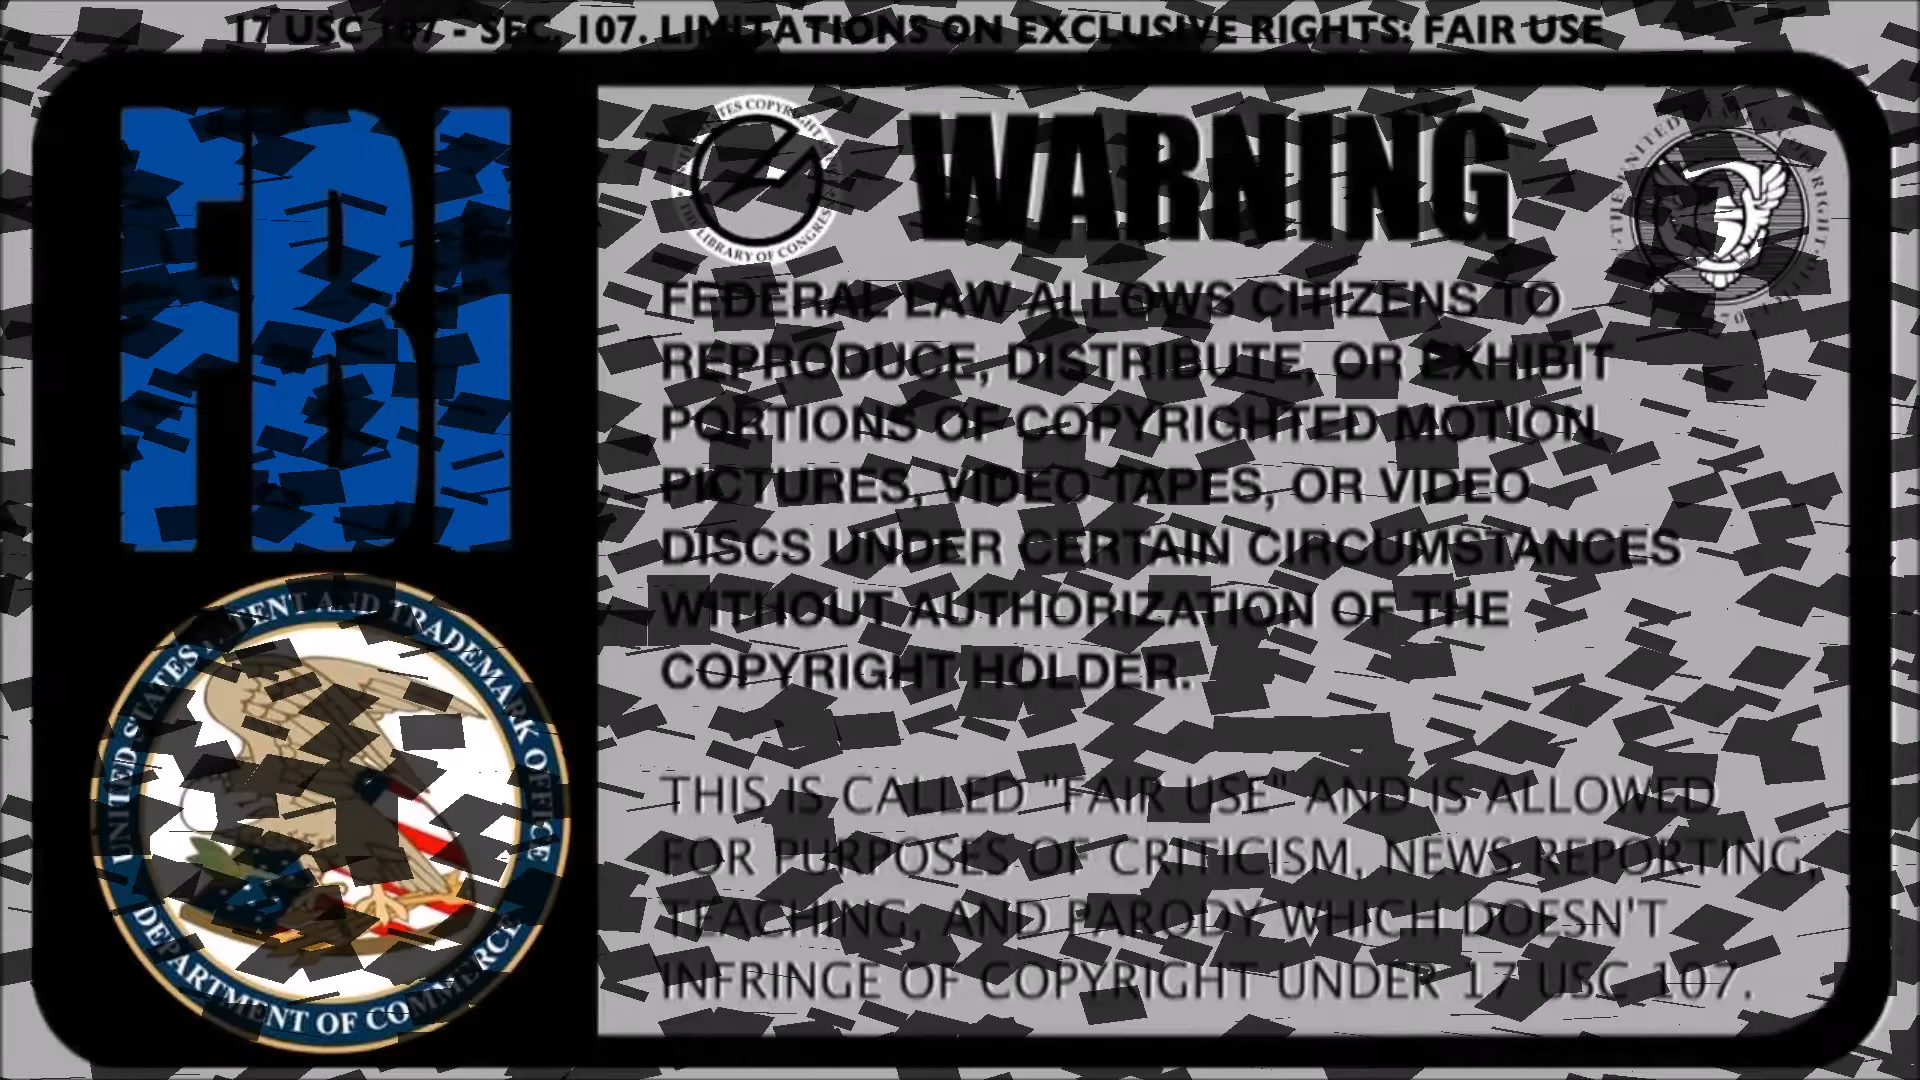 17 USC 107 - SEC. 107. LIMITATIONS ON EXCLUSIVE RIGHTS: FAIR USE
FBI
WARNING
LIBRARY OF CONGRESS
FEDERAL LAW ALLOWS CITIZENS TO
REPRODUCE, DISTRIBUTE, OR EXHIBIT
PORTIONS OF COPYRIGHTED MOTION
PICTURES, VIDEO TAPES, OR VIDEO
DISCS UNDER CERTAIN CIRCUMSTANCES
WITHOUT AUTHORIZATION OF THE
COPYRIGHT HOLDER.
THIS IS CALLED "FAIR USE" AND IS ALLOWED
FOR PURPOSES OF CRITICISM, NEWS REPORTING,
TEACHING, AND PARODY WHICH DOESN'T
INFRINGE OF COPYRIGHT UNDER 17 USC 107.
UNITED STATES PATENT AND TRADEMARK OFFICE
DEPARTMENT OF COMMERCE